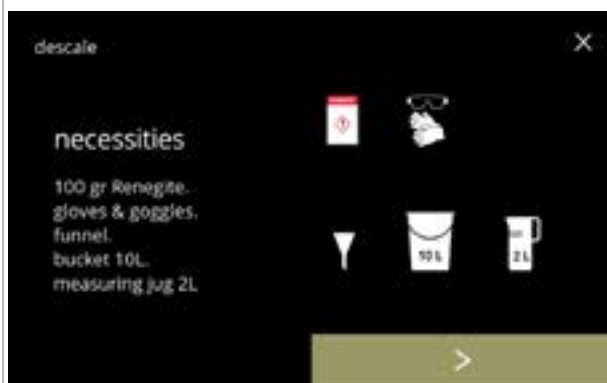 descale
necessities
100 gr Renegite.
gloves & goggles.
funnel.
bucket 10L.
measuring jug 2L
10 L
2 L